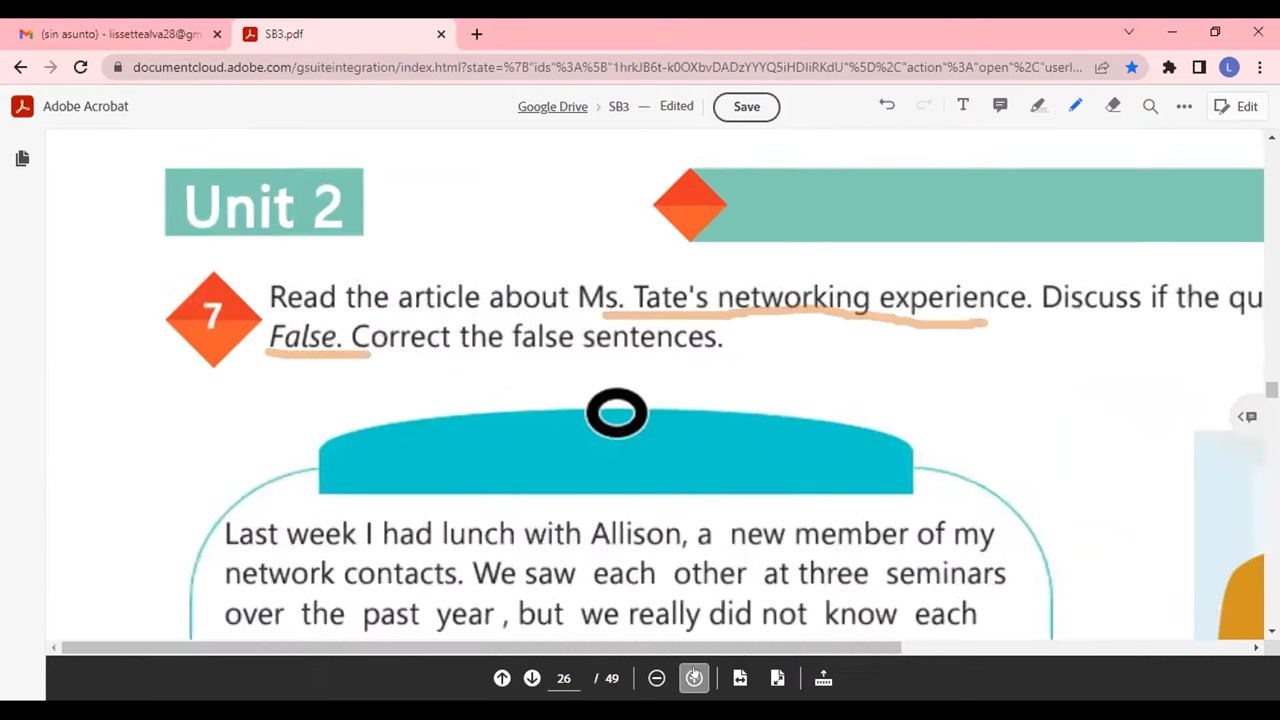 (sin asunto) - lissettealva28@gm
SB3.pdf
documentcloud.adobe.com/gsuiteintegration/index.html?state=%7B"ids"%3A%5B"1hrkJB6t-k0OXbvDADzYYYQ5iHDIiRKdU"%5D%2C"action"%3A"open"%2C"userI...
L
Adobe Acrobat
Google Drive > SB3 — Edited
Save
T
Edit
Unit 2
7
Read the article about Ms. Tate's networking experience. Discuss if the qu
False. Correct the false sentences.
Last week I had lunch with Allison, a new member of my
network contacts. We saw each other at three seminars
over the past year , but we really did not know each
26 / 49